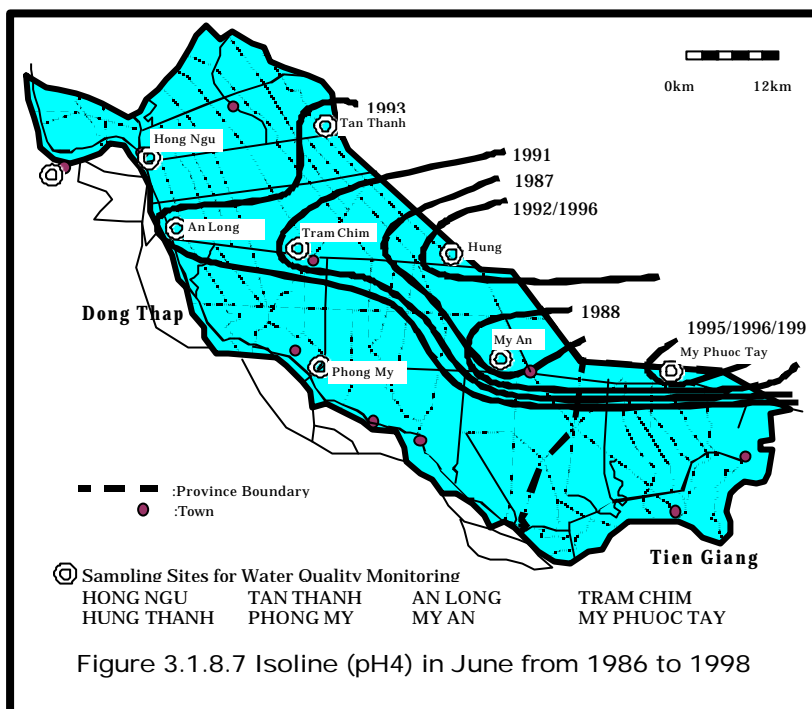 0km 12km
1993
Tan Thanh
Hong Ngu
1991
1987
1992/1996
An Long
Tram Chim
Hung
Dong Thap
1988
1995/1996/199
My An
My Phuoc Tay
Phong My
:Province Boundary
:Town
Tien Giang
Sampling Sites for Water Quality Monitoring
HONG NGU TAN THANH AN LONG TRAM CHIM
HUNG THANH PHONG MY MY AN MY PHUOC TAY
Figure 3.1.8.7 Isoline (pH4) in June from 1986 to 1998